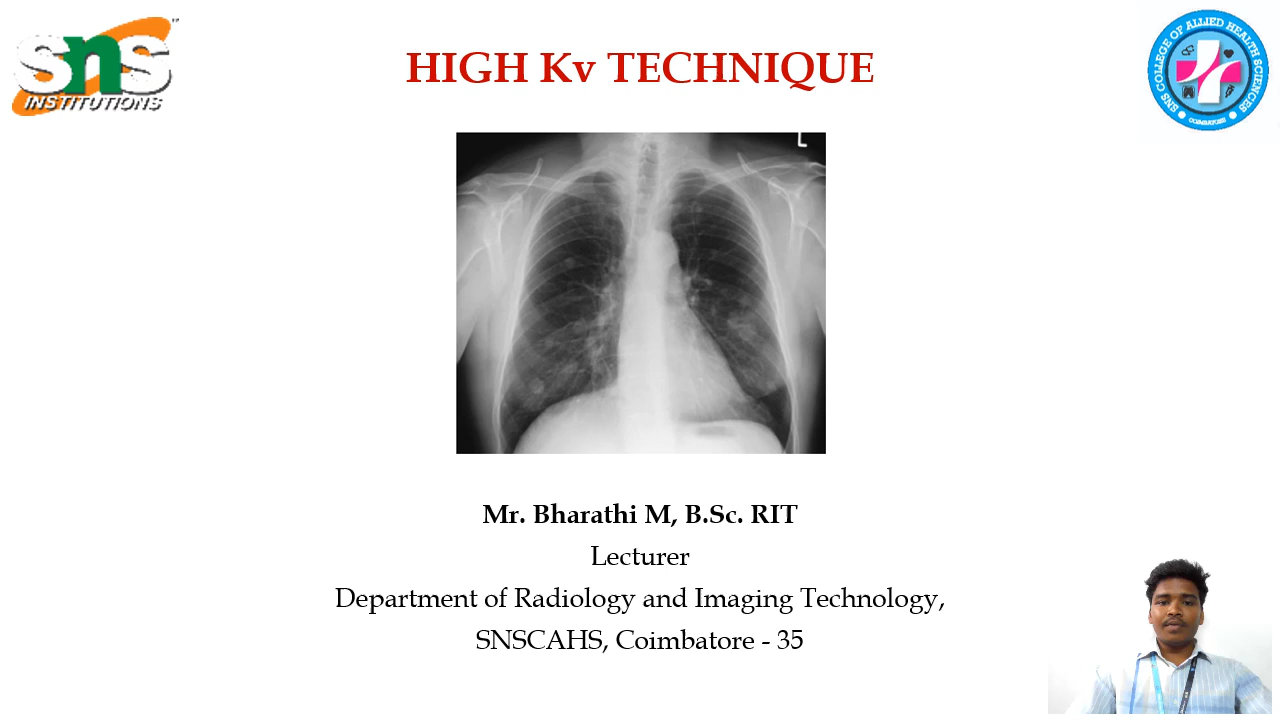 SNS
INSTITUTIONS
HIGH Kv TECHNIQUE
SNS COLLEGE OF ALLIED HEALTH SCIENCES
COIMBATORE
L
Mr. Bharathi M, B.Sc. RIT
Lecturer
Department of Radiology and Imaging Technology,
SNSCAHS, Coimbatore - 35